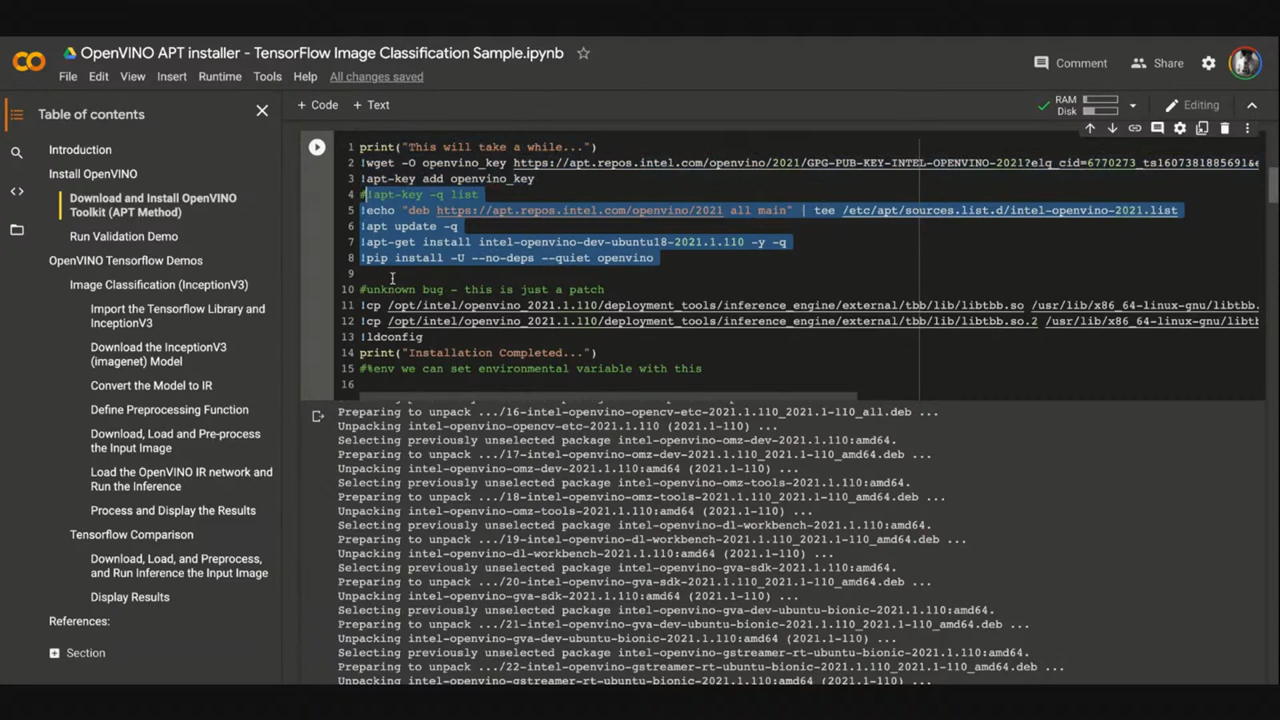 OpenVINO APT installer - TensorFlow Image Classification Sample.ipynb
File Edit View Insert Runtime Tools Help All changes saved
Comment
Share
+ Code + Text
RAM
Disk
Editing
Table of contents
Introduction
Install OpenVINO
Download and Install OpenVINO
Toolkit (APT Method)
Run Validation Demo
OpenVINO Tensorflow Demos
Image Classification (InceptionV3)
Import the Tensorflow Library and
InceptionV3
Download the InceptionV3
(imagenet) Model
Convert the Model to IR
Define Preprocessing Function
Download, Load and Pre-process
the Input Image
Load the OpenVINO IR network and
Run the Inference
Process and Display the Results
Tensorflow Comparison
Download, Load, and Preprocess,
and Run Inference the Input Image
Display Results
References:
Section
1 print("This will take a while...")
2 !wget -O openvino_key https://apt.repos.intel.com/openvino/2021/GPG-PUB-KEY-INTEL-OPENVINO-2021?elq_cid=6770273_ts1607381885691&e
3 !apt-key add openvino_key
4 #!apt-key -q list
5 !echo "deb https://apt.repos.intel.com/openvino/2021 all main" | tee /etc/apt/sources.list.d/intel-openvino-2021.list
6 !apt update -q
7 !apt-get install intel-openvino-dev-ubuntu18-2021.1.110 -y -q
8 !pip install -U --no-deps --quiet openvino
9
10 #unknown bug - this is just a patch
11 !cp /opt/intel/openvino_2021.1.110/deployment_tools/inference_engine/external/tbb/lib/libtbb.so /usr/lib/x86_64-linux-gnu/libtbb.
12 !cp /opt/intel/openvino_2021.1.110/deployment_tools/inference_engine/external/tbb/lib/libtbb.so.2 /usr/lib/x86_64-linux-gnu/libtb
13 !ldconfig
14 print("Installation Completed...")
15 #%env we can set environmental variable with this
16
Preparing to unpack .../16-intel-openvino-opencv-etc-2021.1.110_2021.1-110_all.deb ...
Unpacking intel-openvino-opencv-etc-2021.1.110 (2021.1-110) ...
Selecting previously unselected package intel-openvino-omz-dev-2021.1.110:amd64.
Preparing to unpack .../17-intel-openvino-omz-dev-2021.1.110_2021.1-110_amd64.deb ...
Unpacking intel-openvino-omz-dev-2021.1.110:amd64 (2021.1-110) ...
Selecting previously unselected package intel-openvino-omz-tools-2021.1.110:amd64.
Preparing to unpack .../18-intel-openvino-omz-tools-2021.1.110_2021.1-110_amd64.deb ...
Unpacking intel-openvino-omz-tools-2021.1.110:amd64 (2021.1-110) ...
Selecting previously unselected package intel-openvino-dl-workbench-2021.1.110:amd64.
Preparing to unpack .../19-intel-openvino-dl-workbench-2021.1.110_2021.1-110_amd64.deb ...
Unpacking intel-openvino-dl-workbench-2021.1.110:amd64 (2021.1-110) ...
Selecting previously unselected package intel-openvino-gva-sdk-2021.1.110:amd64.
Preparing to unpack .../20-intel-openvino-gva-sdk-2021.1.110_2021.1-110_amd64.deb ...
Unpacking intel-openvino-gva-sdk-2021.1.110:amd64 (2021.1-110) ...
Selecting previously unselected package intel-openvino-gva-dev-ubuntu-bionic-2021.1.110:amd64.
Preparing to unpack .../21-intel-openvino-gva-dev-ubuntu-bionic-2021.1.110_2021.1-110_amd64.deb ...
Unpacking intel-openvino-gva-dev-ubuntu-bionic-2021.1.110:amd64 (2021.1-110) ...
Selecting previously unselected package intel-openvino-gstreamer-rt-ubuntu-bionic-2021.1.110:amd64.
Preparing to unpack .../22-intel-openvino-gstreamer-rt-ubuntu-bionic-2021.1.110_2021.1-110_amd64.deb ...
Unpacking intel-openvino-gstreamer-rt-ubuntu-bionic-2021.1.110:amd64 (2021.1-110) ...